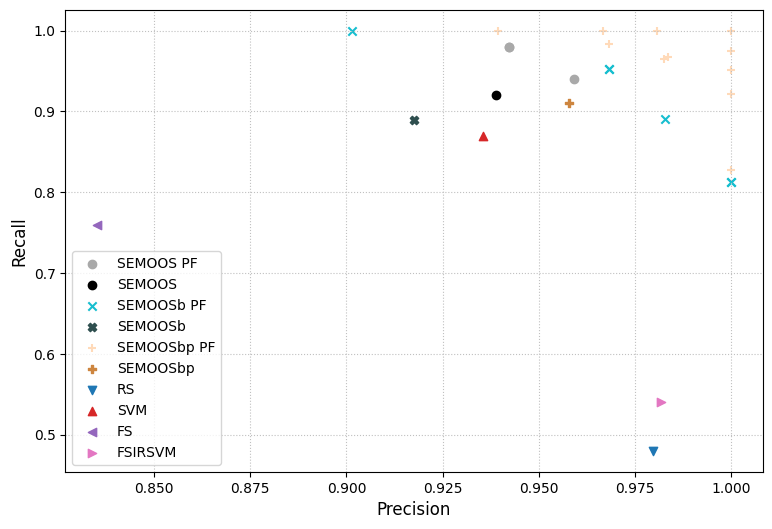 1.0
0.9
0.8
0.7
0.6
0.5
Recall
SEMOOS PF
SEMOOS
SEMOOSb PF
SEMOOSb
SEMOOSbp PF
SEMOOSbp
RS
SVM
FS
FSIRSVM
0.850 0.875 0.900 0.925 0.950 0.975 1.000
Precision